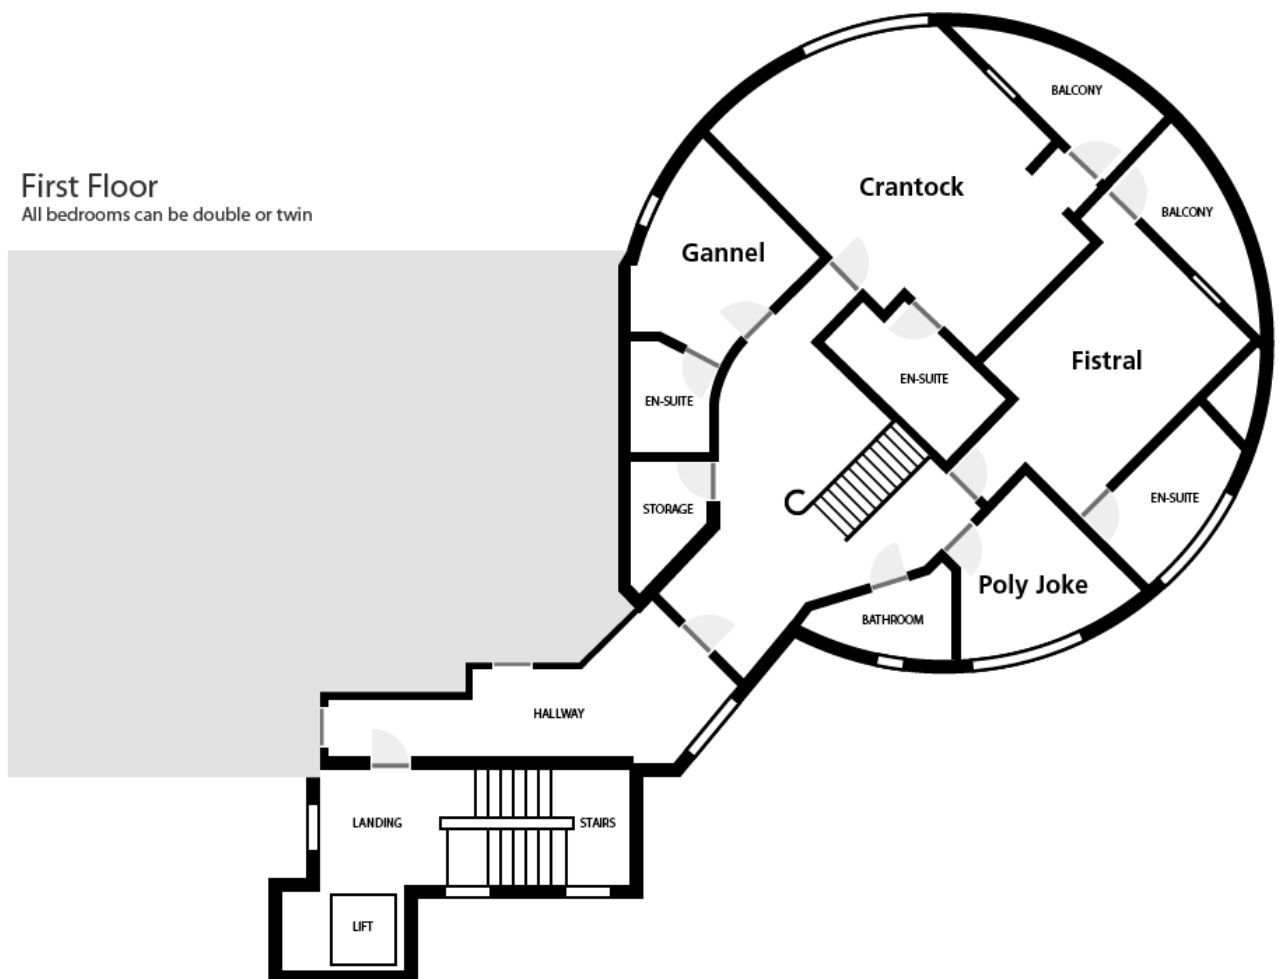 First Floor
All bedrooms can be double or twin
BALCONY
Crantock
BALCONY
Gannel
Fistral
EN-SUITE
EN-SUITE
EN-SUITE
STORAGE
Poly Joke
BATHROOM
HALLWAY
LANDING
STAIRS
LIFT